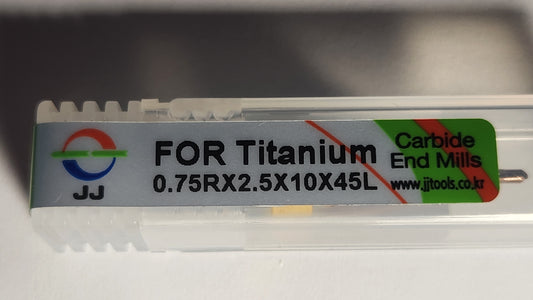 JJ
FOR Titanium
0.75RX2.5X10X45L
Carbide
End Mills
www.jjtools.co.kr